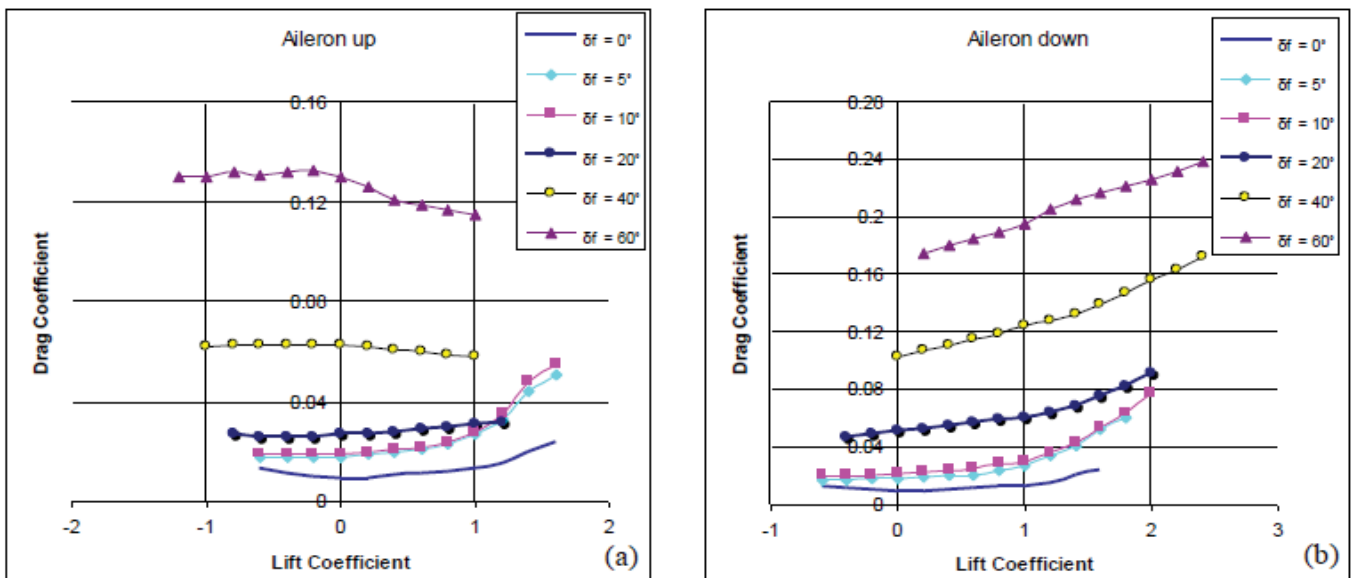 Aileron up
δf = 0°
δf = 5°
δf = 10°
δf = 20°
δf = 40°
δf = 60°
0.16
0.12
0.08
0.04
0
-2 -1 0 1 2
Drag Coefficient
Lift Coefficient
(a)
Aileron down
δf = 0°
δf = 5°
δf = 10°
δf = 20°
δf = 40°
δf = 60°
0.28
0.24
0.2
0.16
0.12
0.08
0.04
0
-1 0 1 2 3
Drag Coefficient
Lift Coefficient
(b)